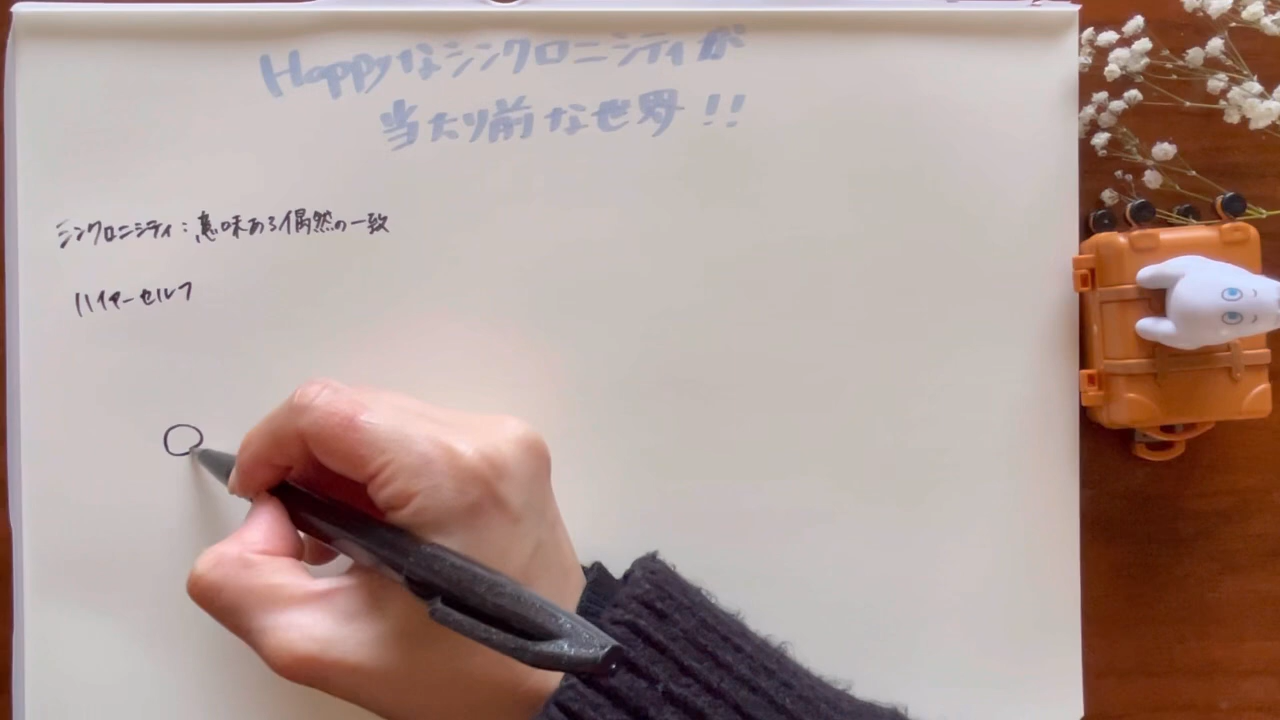 Happyなシンクロニシティが
当たり前な世界!!
シンクロニシティ:意味ある偶然の一致
ハイヤーセルフ